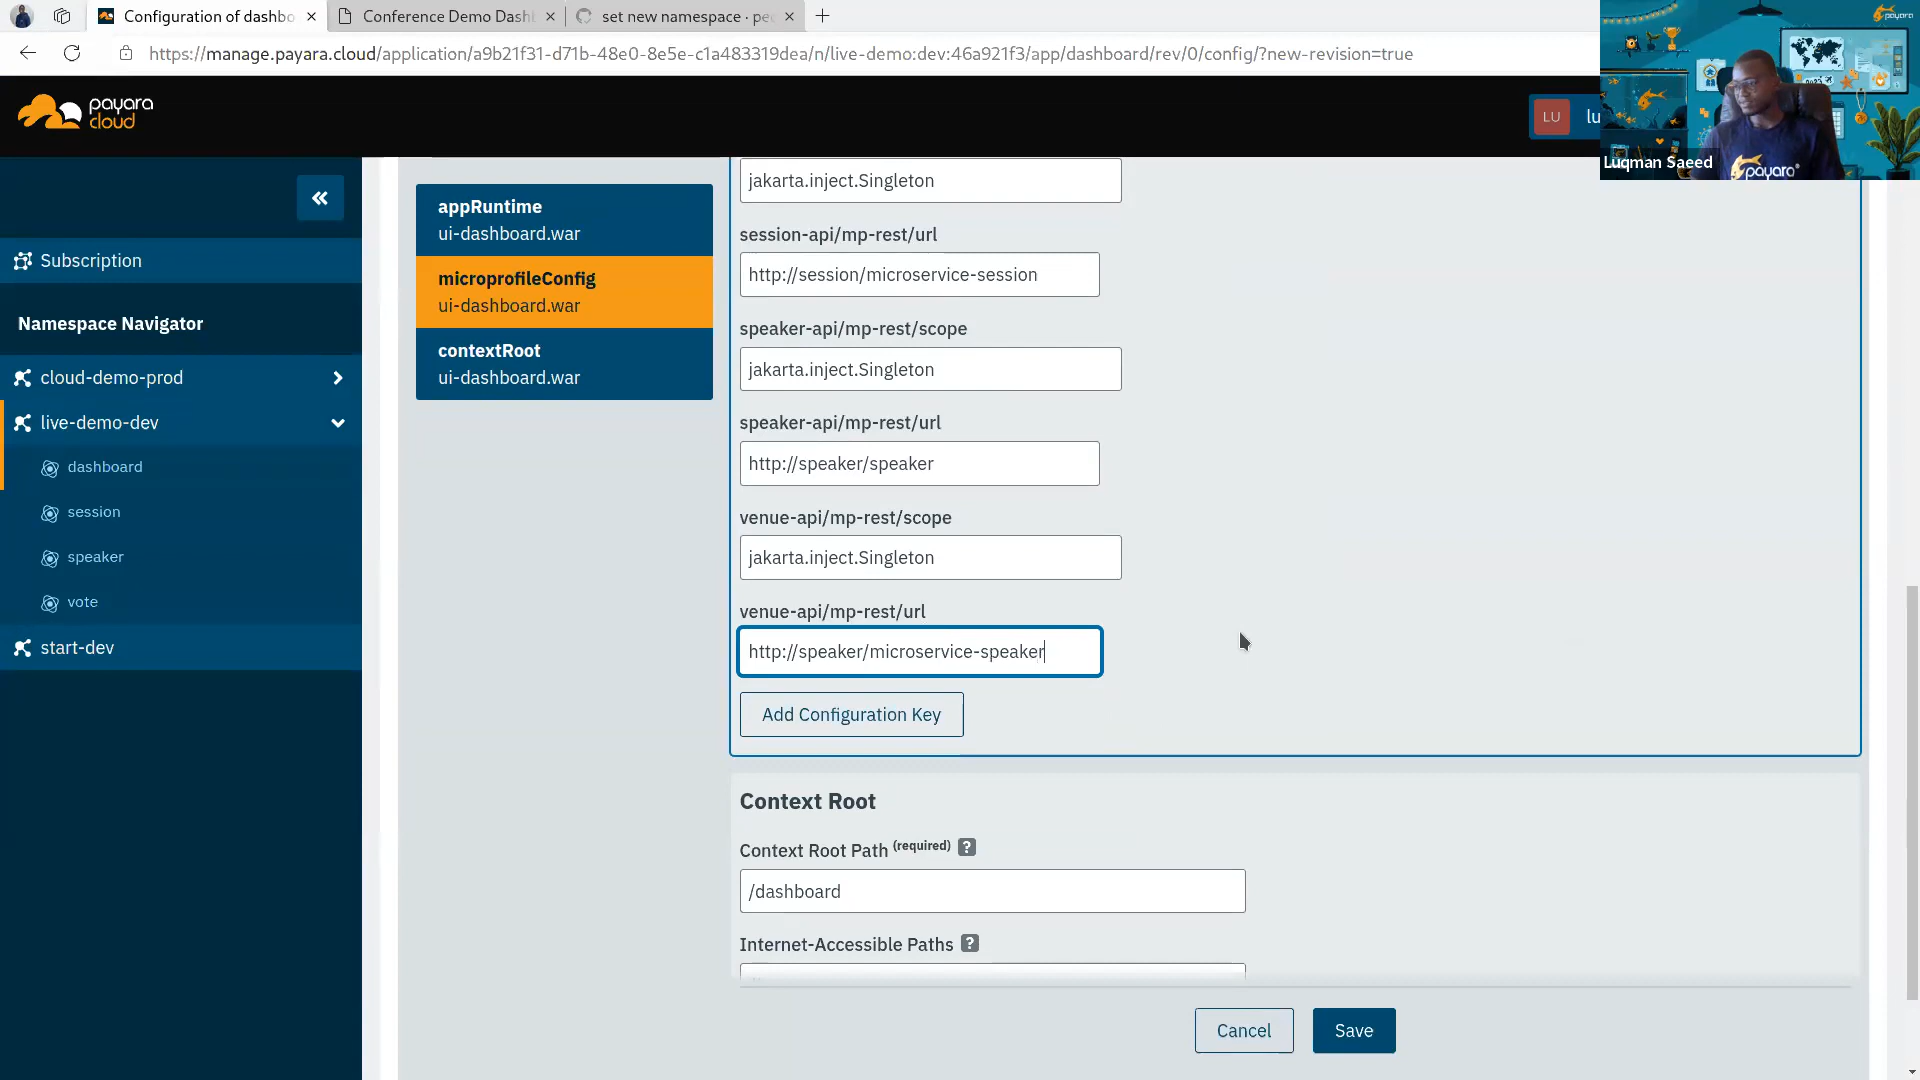 Configuration of dashbo
Conference Demo Dash
set new namespace · pe
https://manage.payara.cloud/application/a9b21f31-d71b-48e0-8e5e-c1a483319dea/n/live-demo:dev:46a921f3/app/dashboard/rev/0/config/?new-revision=true
payara
cloud
LU
lu
payara
payara
Luqman Saeed
Subscription
Namespace Navigator
cloud-demo-prod
live-demo-dev
dashboard
session
speaker
vote
start-dev
appRuntime
ui-dashboard.war
microprofileConfig
ui-dashboard.war
contextRoot
ui-dashboard.war
jakarta.inject.Singleton
session-api/mp-rest/url
http://session/microservice-session
speaker-api/mp-rest/scope
jakarta.inject.Singleton
speaker-api/mp-rest/url
http://speaker/speaker
venue-api/mp-rest/scope
jakarta.inject.Singleton
venue-api/mp-rest/url
http://speaker/microservice-speaker
Add Configuration Key
Context Root
Context Root Path (required) ?
/dashboard
Internet-Accessible Paths ?
Cancel
Save